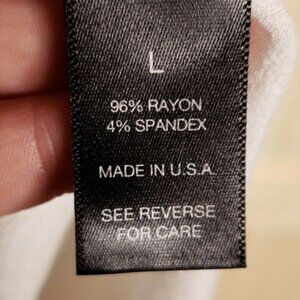 L
96% RAYON
4% SPANDEX
MADE IN U.S.A.
SEE REVERSE
FOR CARE